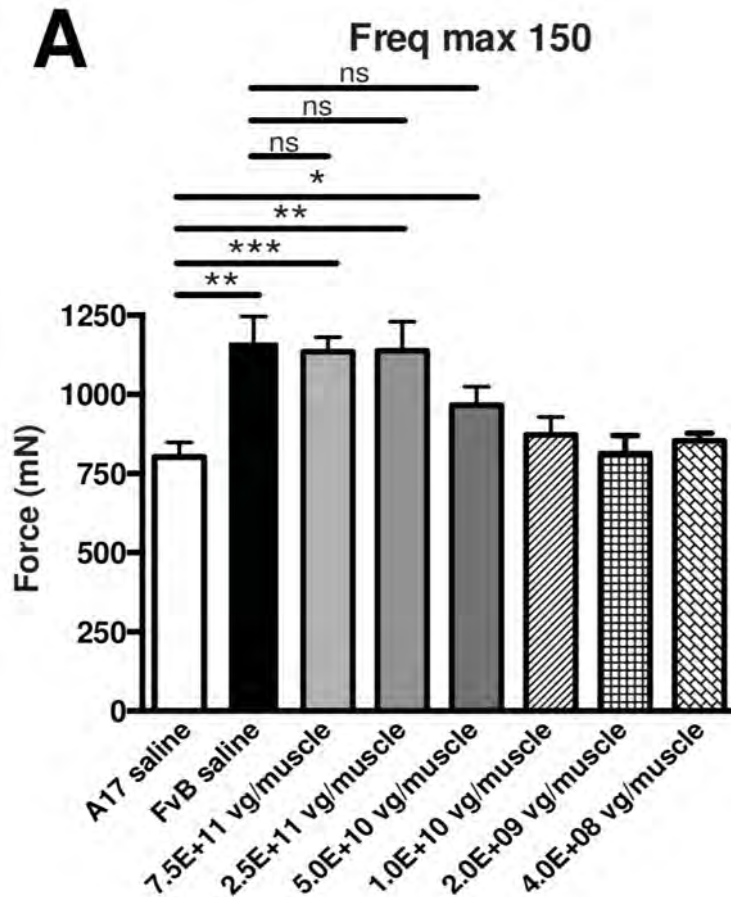 A
Freq max 150
ns
ns
ns
*
**
***
**
1250
1000
750
500
250
0
Force (mN)
A17 saline
FvB saline
7.5E+11 vg/muscle
2.5E+11 vg/muscle
5.0E+10 vg/muscle
1.0E+10 vg/muscle
2.0E+09 vg/muscle
4.0E+08 vg/muscle